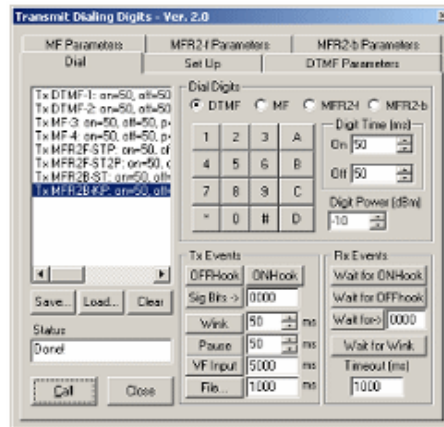 Transmit Dialing Digits - Ver. 2.0
MF Parameters
MFR2-f Parameters
MFR2-b Parameters
Dial
Set Up
DTMF Parameters
Tx DTMF-1: on=50, off=50
Tx DTMF-2: on=50, off=50
Tx MF-3: on=50, off=50, p
Tx MF-4: on=50, off=50, p
Tx MFR2F-STP: on=50, of
Tx MFR2F-ST2P: on=50, o
Tx MFR2B-ST: on=50, off=
Tx MFR2B-KP: on=50, off=
Save...
Load...
Clear
Status
Done!
Call
Close
Dial Digits
DTMF
MF
MFR2-f
MFR2-b
1 2 3 A
4 5 6 B
7 8 9 C
* 0 # D
Digit Time (ms)
On 50
Off 50
Digit Power (dBm)
-10
Tx Events
OFFHook
ONHook
Sig Bits -> 0000
Wink 50 ms
Pause 50 ms
VF Input 5000 ms
File... 1000 ms
Rx Events
Wait for ONHook
Wait for OFFhook
Wait for-> 0000
Wait for Wink
Timeout (ms)
1000